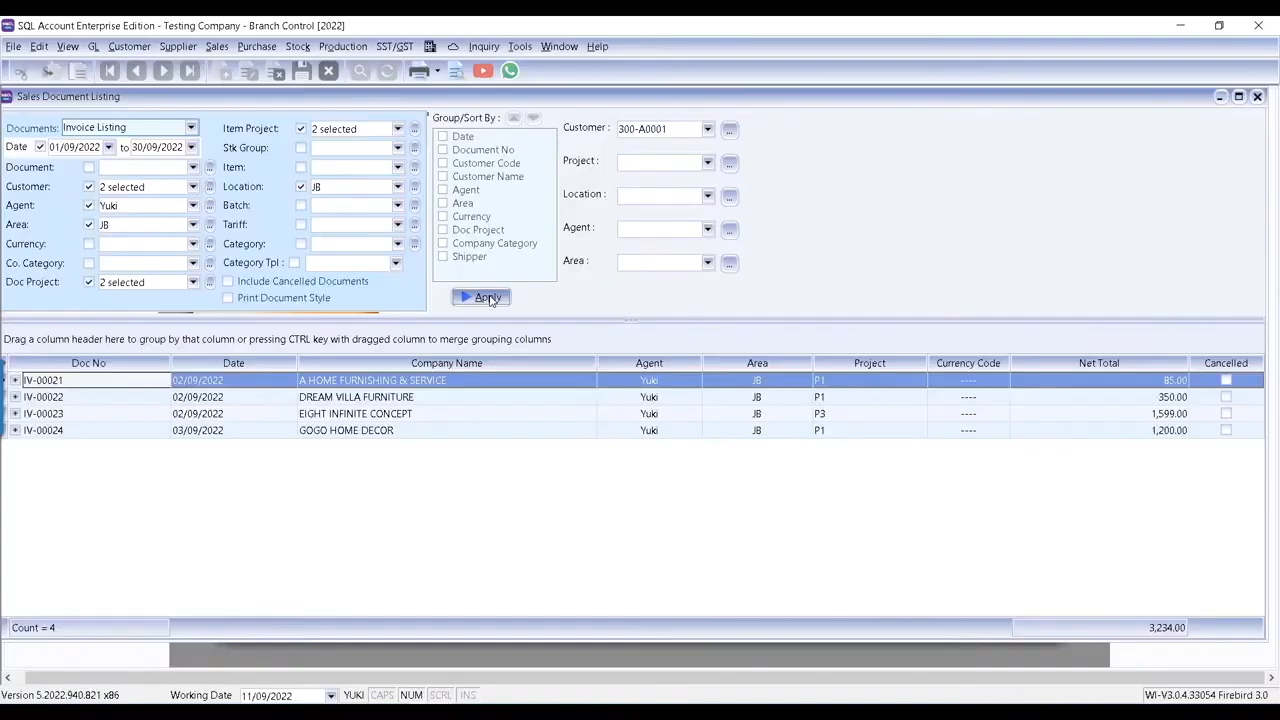 SQL Account Enterprise Edition - Testing Company - Branch Control [2022]
File Edit View GL Customer Supplier Sales Purchase Stock Production SST/GST Inquiry Tools Window Help
Sales Document Listing
Documents: Invoice Listing
Date 01/09/2022 to 30/09/2022
Document:
Customer: 2 selected
Agent: Yuki
Area: JB
Currency:
Co. Category:
Doc Project: 2 selected
Item Project: 2 selected
Stk Group:
Item:
Location: JB
Batch:
Tariff:
Category:
Category Tpl :
Include Cancelled Documents
Print Document Style
Group/Sort By :
Date
Document No
Customer Code
Customer Name
Agent
Area
Currency
Doc Project
Company Category
Shipper
Apply
Customer : 300-A0001
Project :
Location :
Agent :
Area :
Drag a column header here to group by that column or pressing CTRL key with dragged column to merge grouping columns
Doc No Date Company Name Agent Area Project Currency Code Net Total Cancelled
IV-00021 02/09/2022 A HOME FURNISHING & SERVICE Yuki JB P1 ---- 85.00
IV-00022 02/09/2022 DREAM VILLA FURNITURE Yuki JB P1 ---- 350.00
IV-00023 02/09/2022 EIGHT INFINITE CONCEPT Yuki JB P3 ---- 1,599.00
IV-00024 03/09/2022 GOGO HOME DECOR Yuki JB P1 ---- 1,200.00
Count = 4 3,234.00
Version 5.2022.940.821 x86 Working Date 11/09/2022 YUKI CAPS NUM SCRL INS WI-V3.0.4.33054 Firebird 3.0